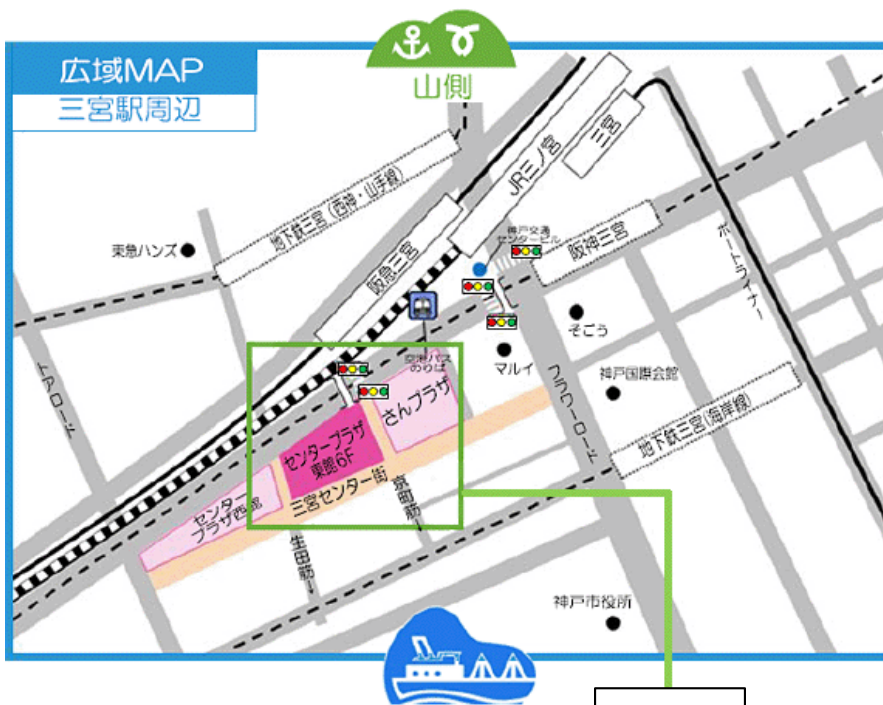 広域MAP
三宮駅周辺
山側
JR三ノ宮
三宮
地下鉄三宮(西神・山手線)
東急ハンズ
阪急三宮
神戸交通
センタービル
阪神三宮
ポートライナー
そごう
マルイ
空港バス
のりば
トアロード
さんプラザ
フラワーロード
神戸国際会館
地下鉄三宮(海岸線)
センタープラザ
東館6F
三宮センター街
京町筋→
センター
プラザ西館
生田筋→
神戸市役所